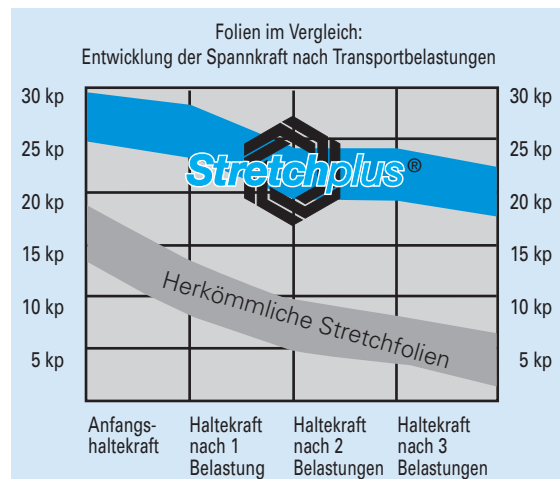 Folien im Vergleich:
Entwicklung der Spannkraft nach Transportbelastungen
30 kp
30 kp
25 kp
25 kp
Stretchplus®
20 kp
20 kp
15 kp
15 kp
Herkömmliche Stretchfolien
10 kp
10 kp
5 kp
5 kp
Anfangs-
haltekraft
Haltekraft
nach 1
Belastung
Haltekraft
nach 2
Belastungen
Haltekraft
nach 3
Belastungen